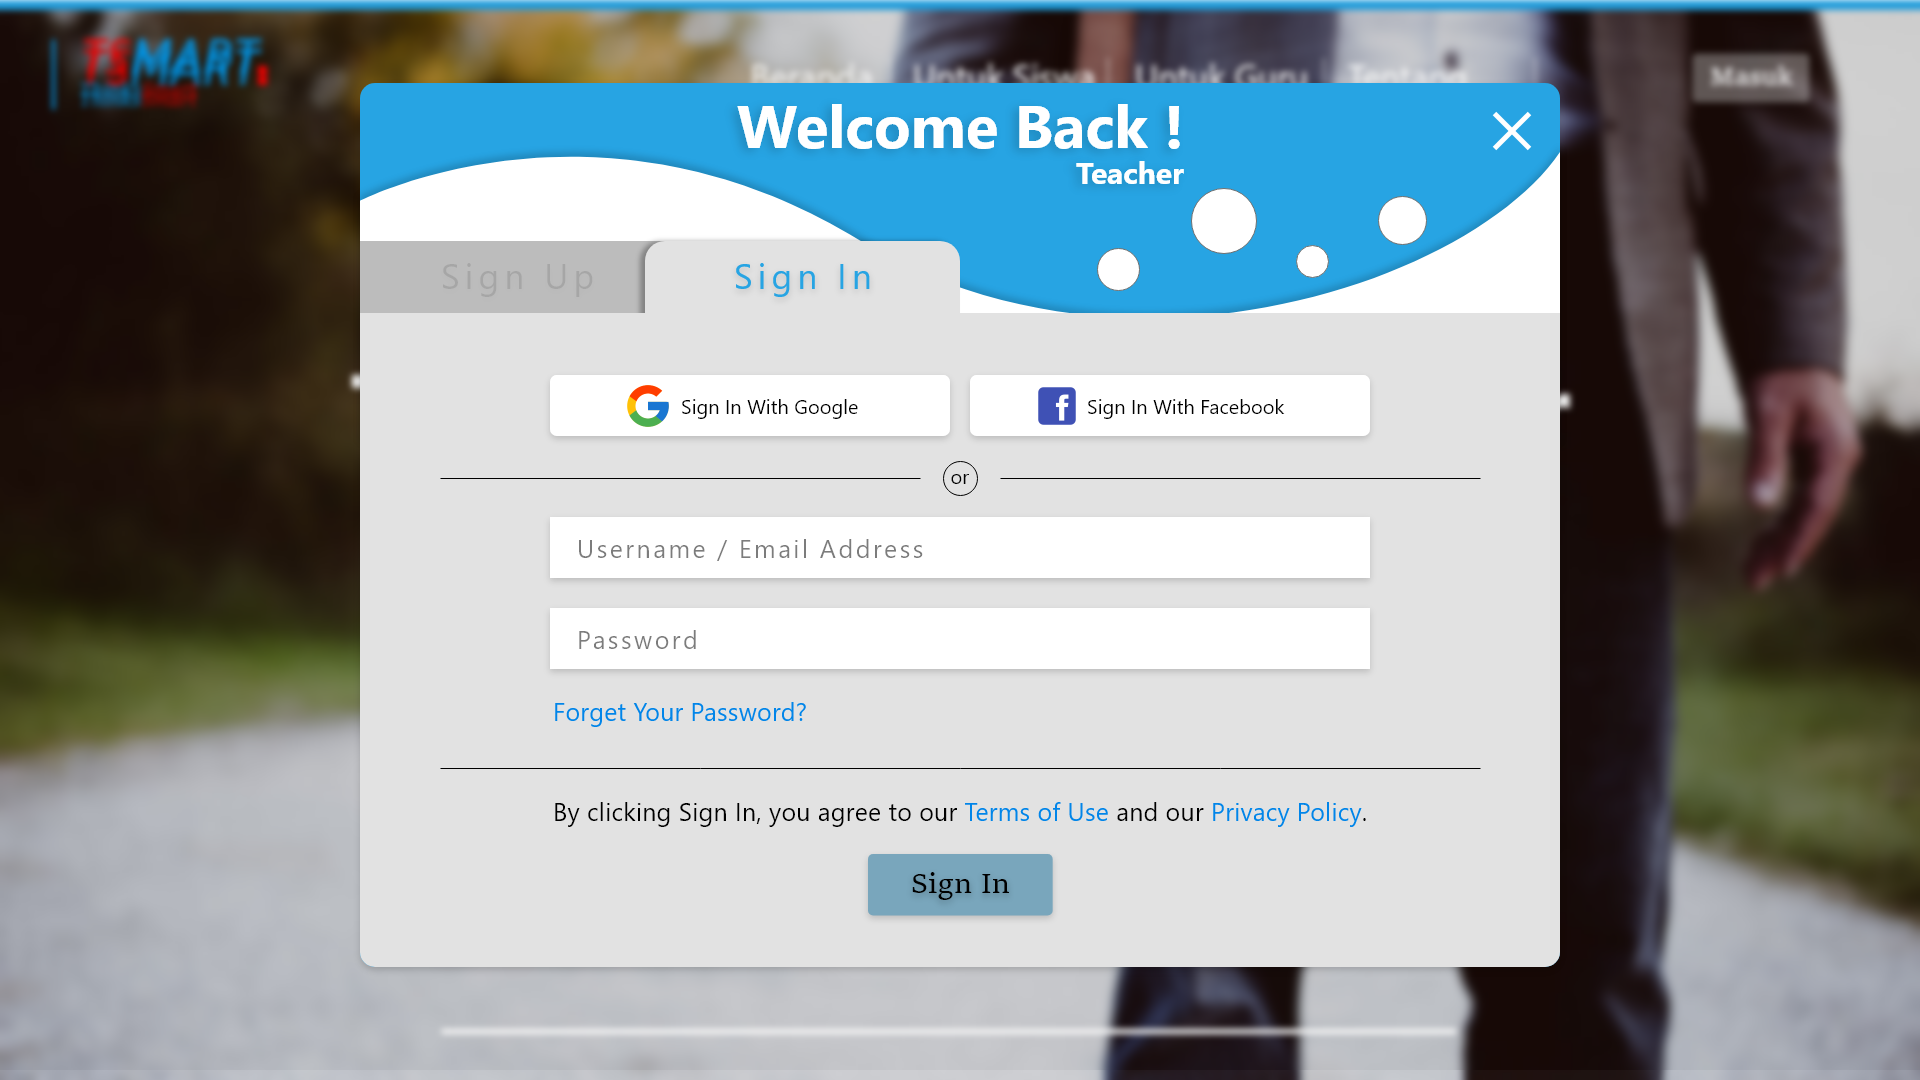 TSMART
Beranda Untuk Siswa Untuk Guru Tentang
Masuk
Welcome Back !
Teacher
Sign Up
Sign In
Sign In With Google
Sign In With Facebook
or
Username / Email Address
Password
Forget Your Password?
By clicking Sign In, you agree to our Terms of Use and our Privacy Policy.
Sign In